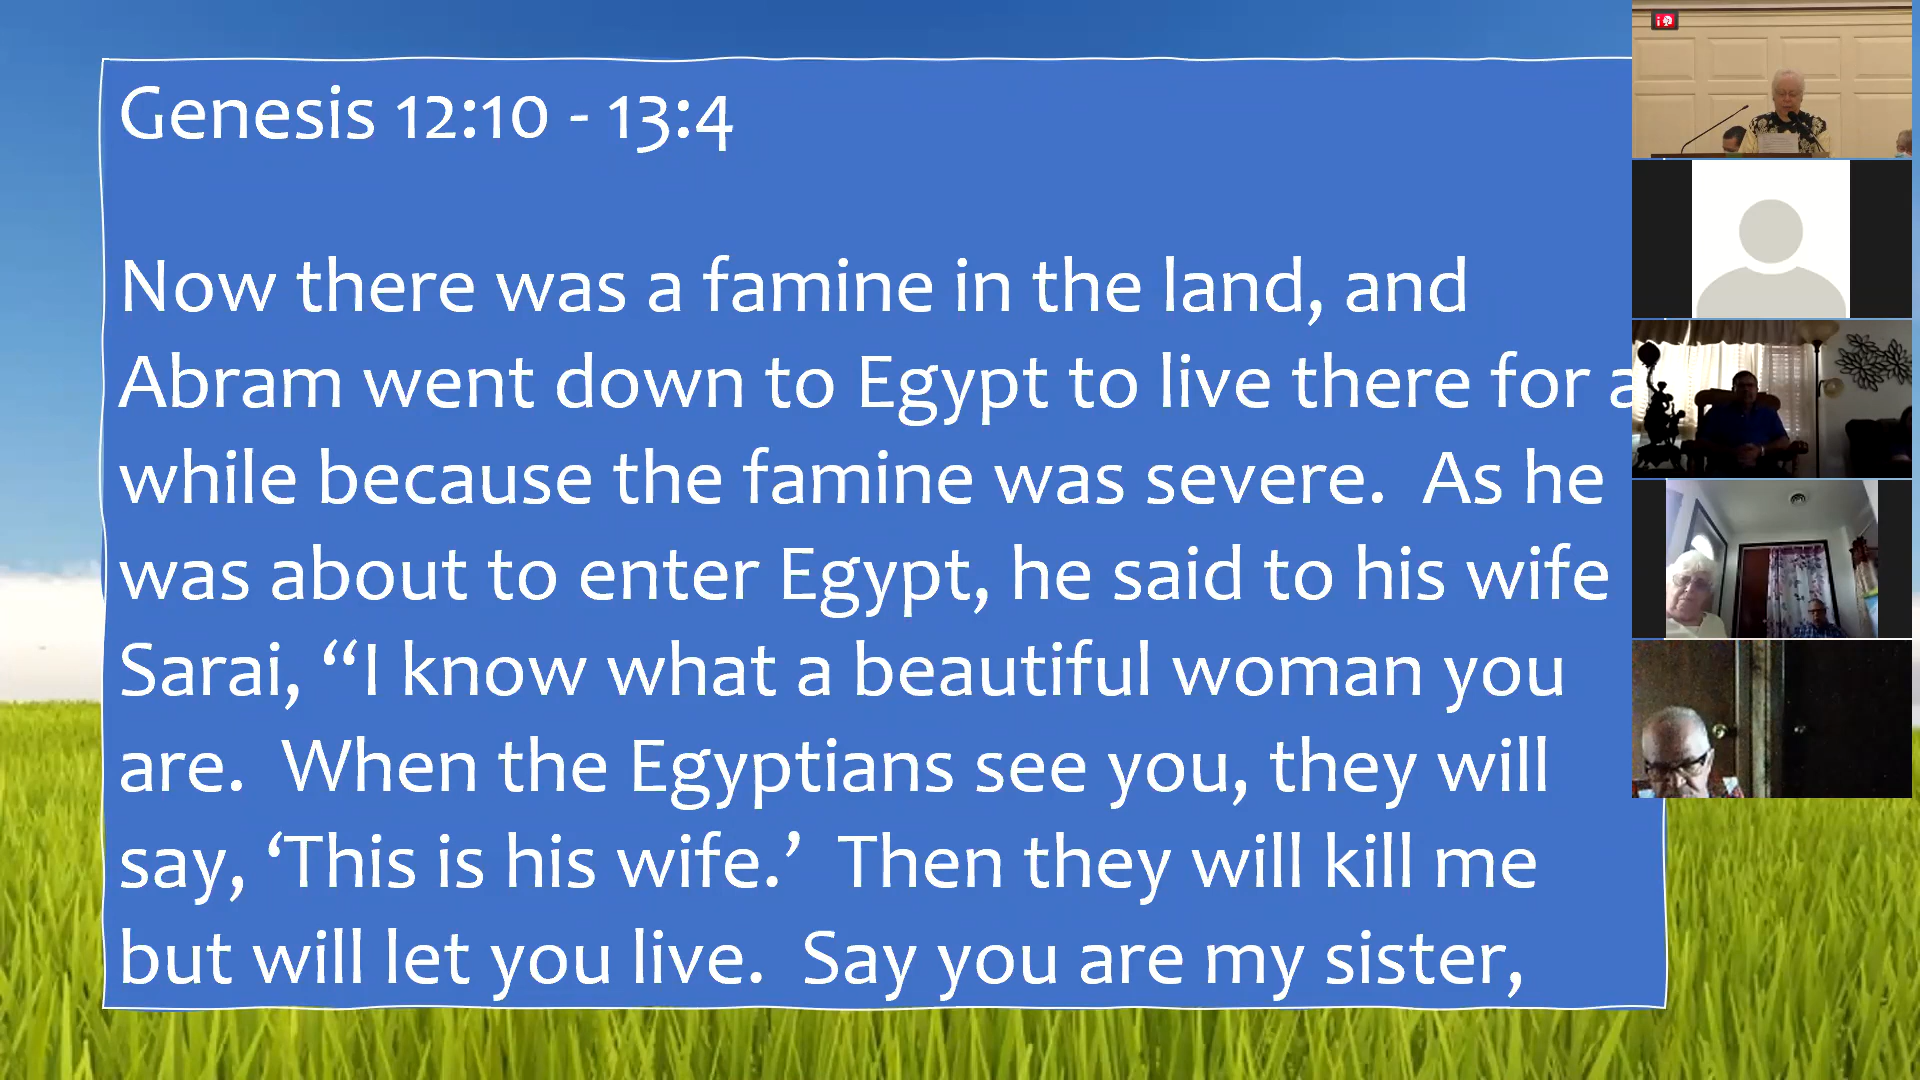 Genesis 12:10 - 13:4
Now there was a famine in the land, and
Abram went down to Egypt to live there for a
while because the famine was severe.  As he
was about to enter Egypt, he said to his wife
Sarai, “I know what a beautiful woman you
are.  When the Egyptians see you, they will
say, ‘This is his wife.’  Then they will kill me
but will let you live.  Say you are my sister,